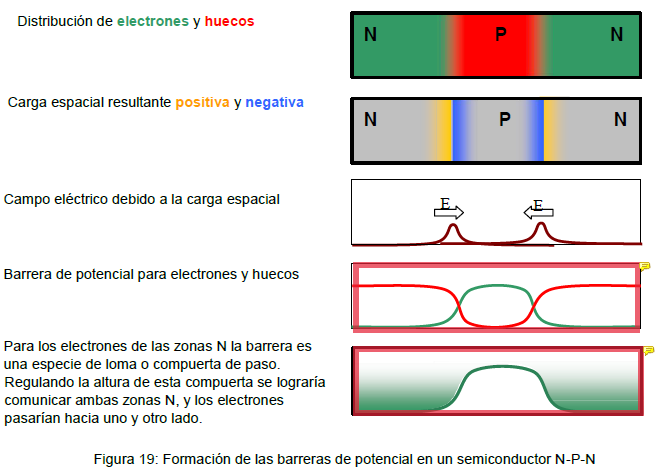 Distribución de electrones y huecos
N P N
Carga espacial resultante positiva y negativa
N P N
Campo eléctrico debido a la carga espacial
E E
Barrera de potencial para electrones y huecos
Para los electrones de las zonas N la barrera es
una especie de loma o compuerta de paso.
Regulando la altura de esta compuerta se lograría
comunicar ambas zonas N, y los electrones
pasarían hacia uno y otro lado.
Figura 19: Formación de las barreras de potencial en un semiconductor N-P-N